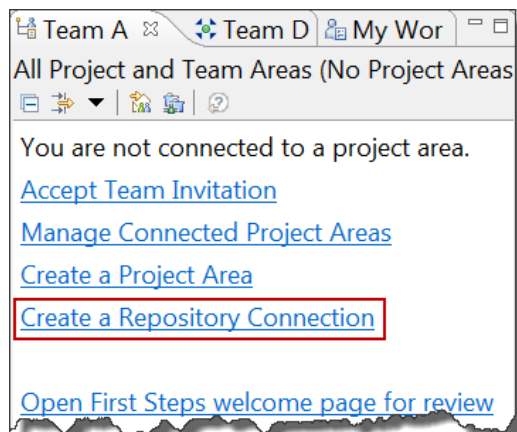 Team A Team D My Wor
All Project and Team Areas (No Project Areas
You are not connected to a project area.
Accept Team Invitation
Manage Connected Project Areas
Create a Project Area
Create a Repository Connection
Open First Steps welcome page for review